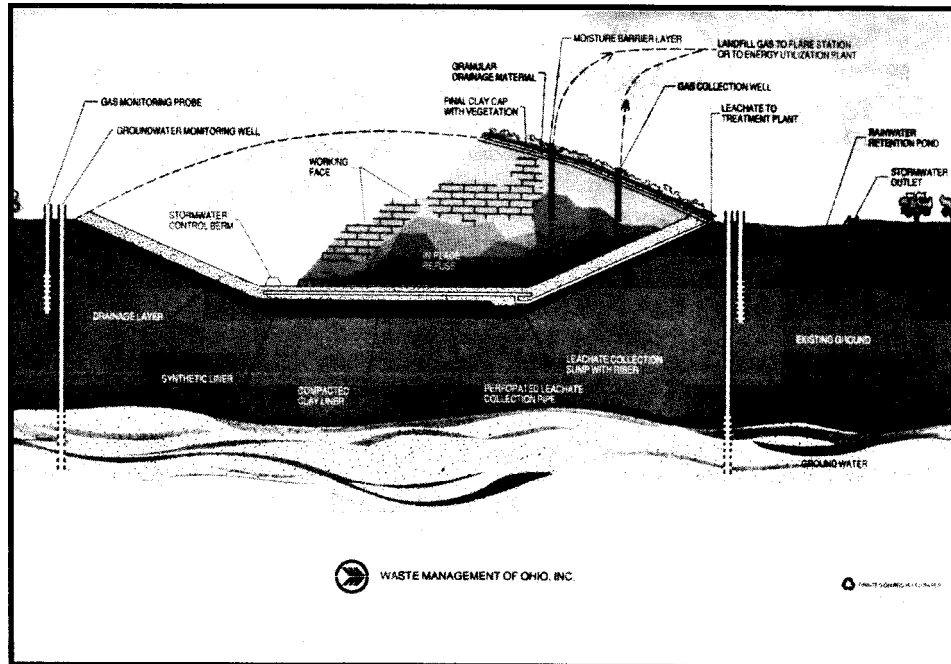 MOISTURE BARRIER LAYER
LANDFILL GAS TO FLARE STATION
OR TO ENERGY UTILIZATION PLANT
GRANULAR
DRAINAGE MATERIAL
GAS COLLECTION WELL
GAS MONITORING PROBE
FINAL CLAY CAP
WITH VEGETATION
LEACHATE TO
TREATMENT PLANT
GROUNDWATER MONITORING WELL
RAINWATER
RETENTION POND
WORKING
FACE
STORMWATER
OUTLET
STORMWATER
CONTROL BERM
IN PLACE
REFUSE
DRAINAGE LAYER
EXISTING GROUND
LEACHATE COLLECTION
SUMP WITH RISER
SYNTHETIC LINER
COMPACTED
CLAY LINER
PERFORATED LEACHATE
COLLECTION PIPE
GROUND WATER
WASTE MANAGEMENT OF OHIO, INC.